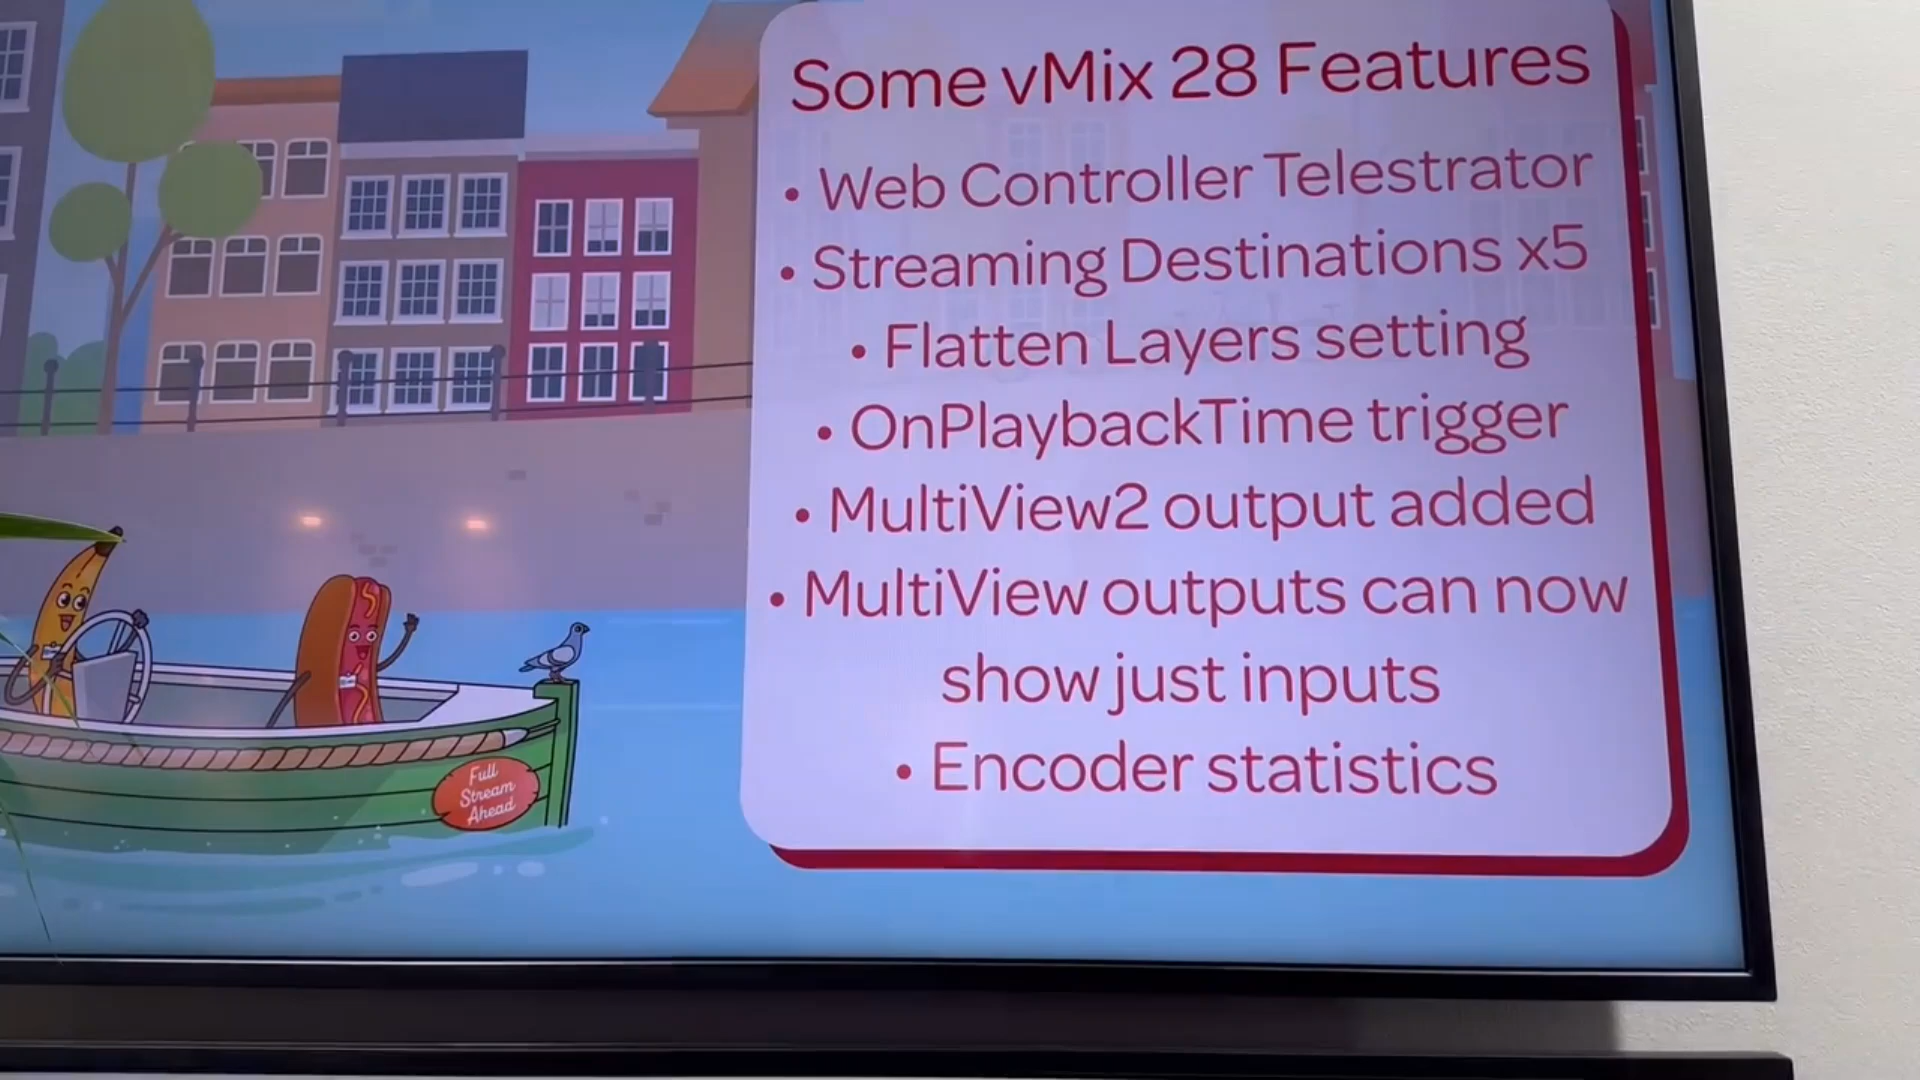 Some vMix 28 Features
• Web Controller Telestrator
• Streaming Destinations x5
• Flatten Layers setting
• OnPlaybackTime trigger
• MultiView2 output added
• MultiView outputs can now
show just inputs
• Encoder statistics
Full
Stream
Ahead